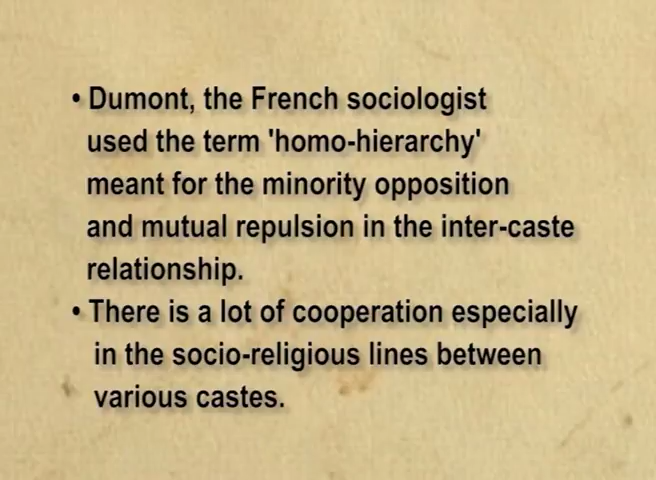 • Dumont, the French sociologist
used the term 'homo-hierarchy'
meant for the minority opposition
and mutual repulsion in the inter-caste
relationship.
• There is a lot of cooperation especially
in the socio-religious lines between
various castes.